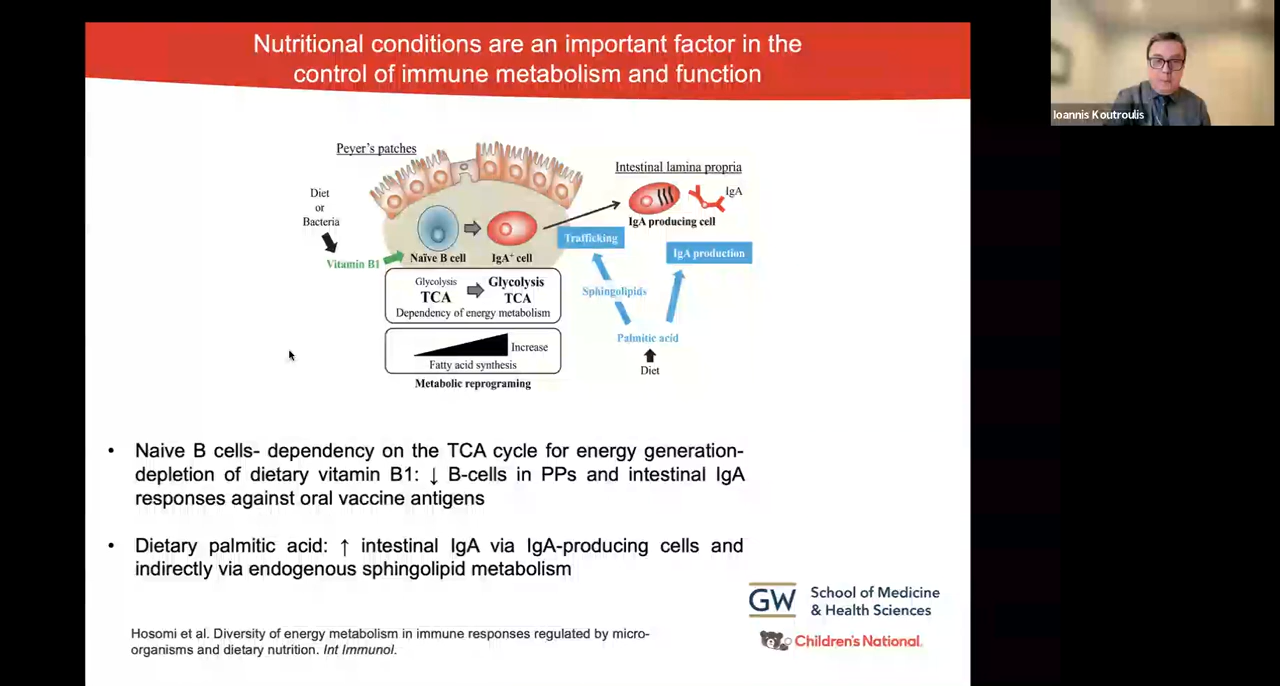 Nutritional conditions are an important factor in the
control of immune metabolism and function
Ioannis Koutroulis
Peyer's patches
Intestinal lamina propria
Diet
or
Bacteria
IgA
IgA producing cell
Trafficking
IgA production
Vitamin B1
Naïve B cell
IgA⁺ cell
Glycolysis
TCA
Glycolysis
TCA
Dependency of energy metabolism
Sphingolipids
Palmitic acid
Diet
Increase
Fatty acid synthesis
Metabolic reprograming
• Naive B cells- dependency on the TCA cycle for energy generation-
depletion of dietary vitamin B1: ↓ B-cells in PPs and intestinal IgA
responses against oral vaccine antigens
• Dietary palmitic acid: ↑ intestinal IgA via IgA-producing cells and
indirectly via endogenous sphingolipid metabolism
GW School of Medicine
& Health Sciences
Children's National.
Hosomi et al. Diversity of energy metabolism in immune responses regulated by micro-
organisms and dietary nutrition. Int Immunol.